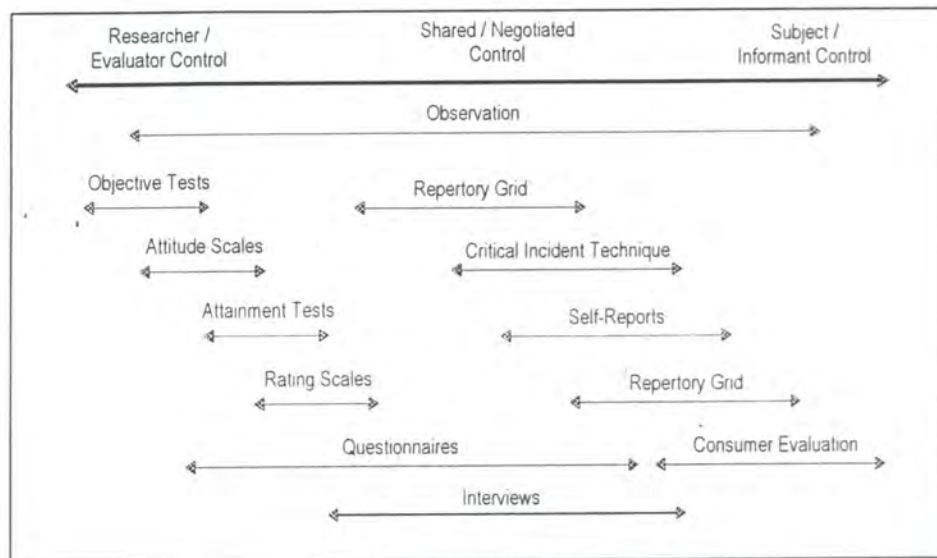 Researcher /
Evaluator Control
Shared / Negotiated
Control
Subject /
Informant Control
Observation
Objective Tests
Repertory Grid
Attitude Scales
Critical Incident Technique
Attainment Tests
Self-Reports
Rating Scales
Repertory Grid
Questionnaires
Consumer Evaluation
Interviews